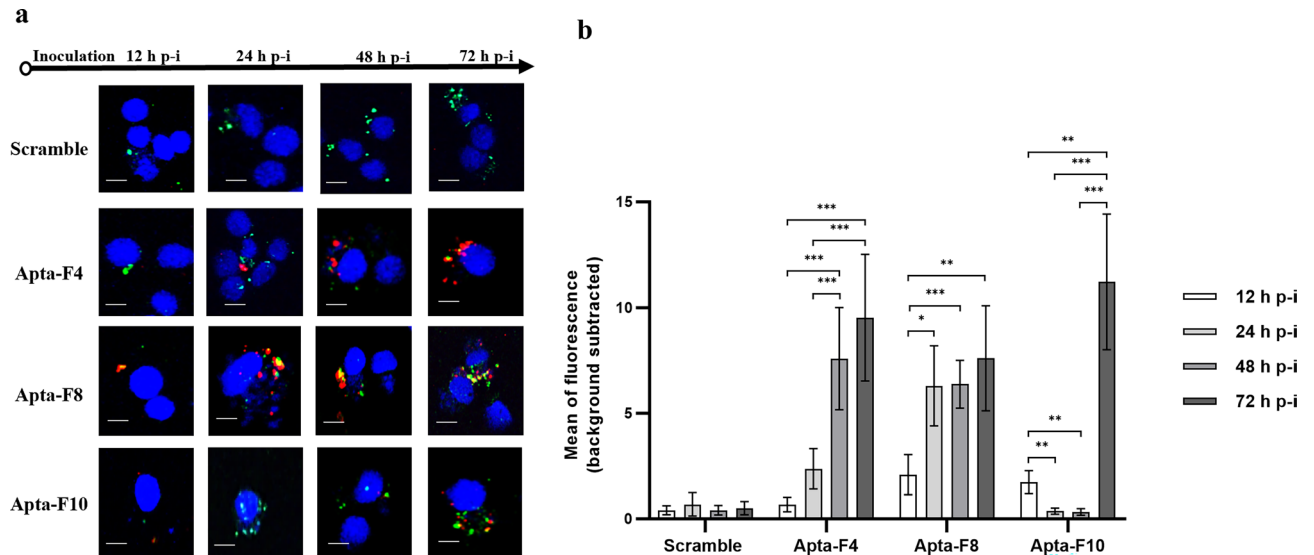 a
Inoculation 12 h p-i 24 h p-i 48 h p-i 72 h p-i
Scramble
Apta-F4
Apta-F8
Apta-F10
b
Mean of fluorescence
(background subtracted)
15
10
5
0
*** *** *** ***
** *** *
** *** *** ** **
Scramble Apta-F4 Apta-F8 Apta-F10
12 h p-i
24 h p-i
48 h p-i
72 h p-i